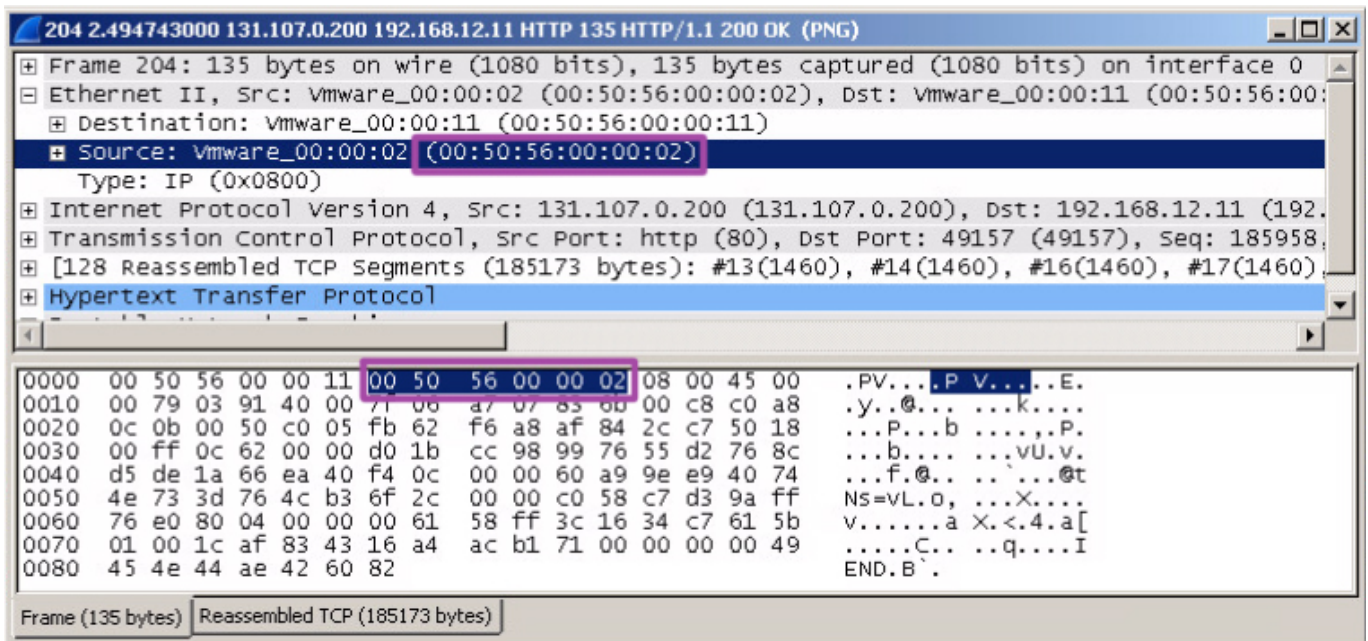 204 2.494743000 131.107.0.200 192.168.12.11 HTTP 135 HTTP/1.1 200 OK (PNG)
Frame 204: 135 bytes on wire (1080 bits), 135 bytes captured (1080 bits) on interface 0
Ethernet II, Src: Vmware_00:00:02 (00:50:56:00:00:02), Dst: Vmware_00:00:11 (00:50:56:00:
Destination: Vmware_00:00:11 (00:50:56:00:00:11)
Source: Vmware_00:00:02 (00:50:56:00:00:02)
Type: IP (0x0800)
Internet Protocol Version 4, Src: 131.107.0.200 (131.107.0.200), Dst: 192.168.12.11 (192.
Transmission Control Protocol, Src Port: http (80), Dst Port: 49157 (49157), Seq: 185958,
[128 Reassembled TCP Segments (185173 bytes): #13(1460), #14(1460), #16(1460), #17(1460),
Hypertext Transfer Protocol
0000 00 50 56 00 00 11 00 50 56 00 00 02 08 00 45 00 .PV....P V.....E.
0010 00 79 03 91 40 00 7f 06 a7 07 83 6b 00 c8 c0 a8 .y..@... ...k....
0020 0c 0b 00 50 c0 05 fb 62 f6 a8 af 84 2c c7 50 18 ...P...b ....,.P.
0030 00 ff 0c 62 00 00 d0 1b cc 98 99 76 55 d2 76 8c ...b.... ...vU.v.
0040 d5 de 1a 66 ea 40 f4 0c 00 00 60 a9 9e e9 40 74 ...f.@.. ..`...@t
0050 4e 73 3d 76 4c b3 6f 2c 00 00 c0 58 c7 d3 9a ff Ns=vL.o, ...X....
0060 76 e0 80 04 00 00 00 61 58 ff 3c 16 34 c7 61 5b v......a X.<.4.a[
0070 01 00 1c af 83 43 16 a4 ac b1 71 00 00 00 00 49 .....C.. ..q....I
0080 45 4e 44 ae 42 60 82 END.B`.
Frame (135 bytes) Reassembled TCP (185173 bytes)